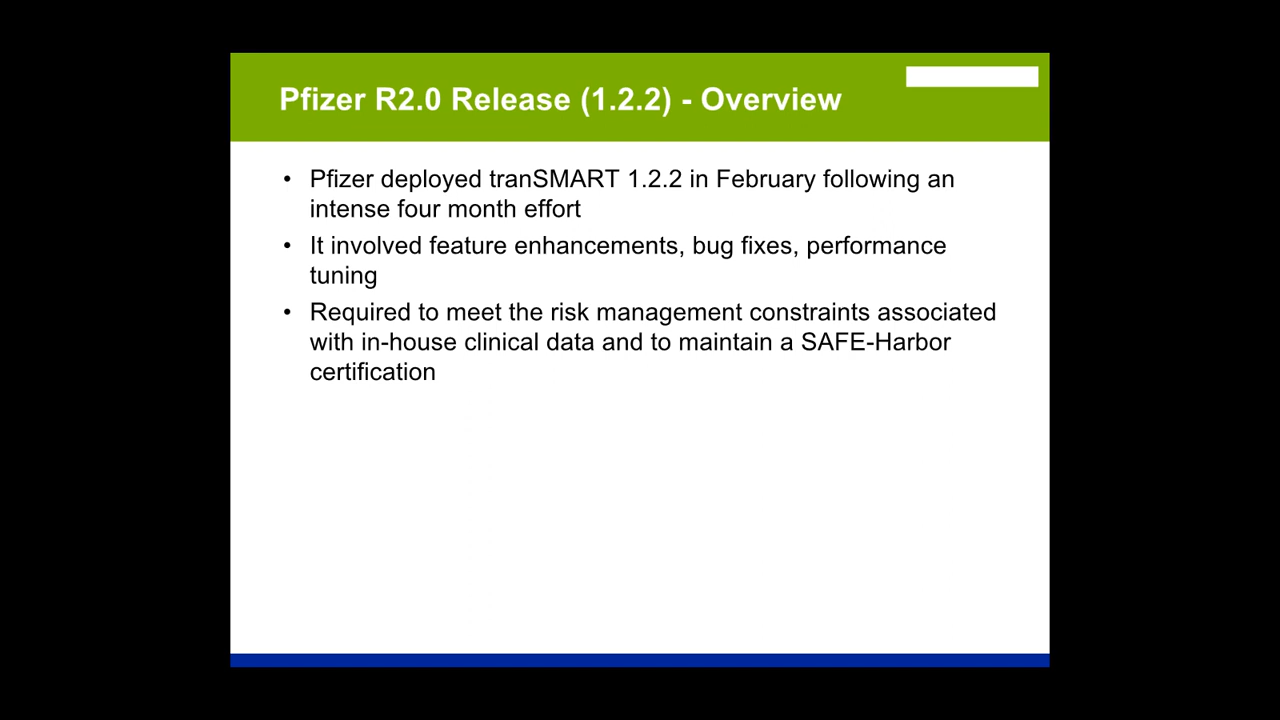 Pfizer R2.0 Release (1.2.2) - Overview
• Pfizer deployed tranSMART 1.2.2 in February following an
intense four month effort
• It involved feature enhancements, bug fixes, performance
tuning
• Required to meet the risk management constraints associated
with in-house clinical data and to maintain a SAFE-Harbor
certification